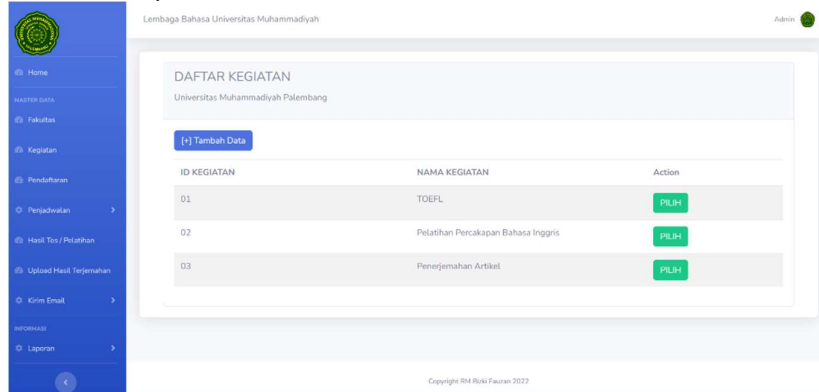 Lembaga Bahasa Universitas Muhammadiyah
Admin
Home
MASTER DATA
Fakultas
Kegiatan
Pendaftaran
Penjadwalan
Hasil Tes / Pelatihan
Upload Hasil Terjemahan
Kirim Email
INFORMASI
Laporan
DAFTAR KEGIATAN
Universitas Muhammadiyah Palembang
[+] Tambah Data
ID KEGIATAN NAMA KEGIATAN Action
01 TOEFL PILIH
02 Pelatihan Percakapan Bahasa Inggris PILIH
03 Penerjemahan Artikel PILIH
Copyright RM Rizki Fauzan 2022